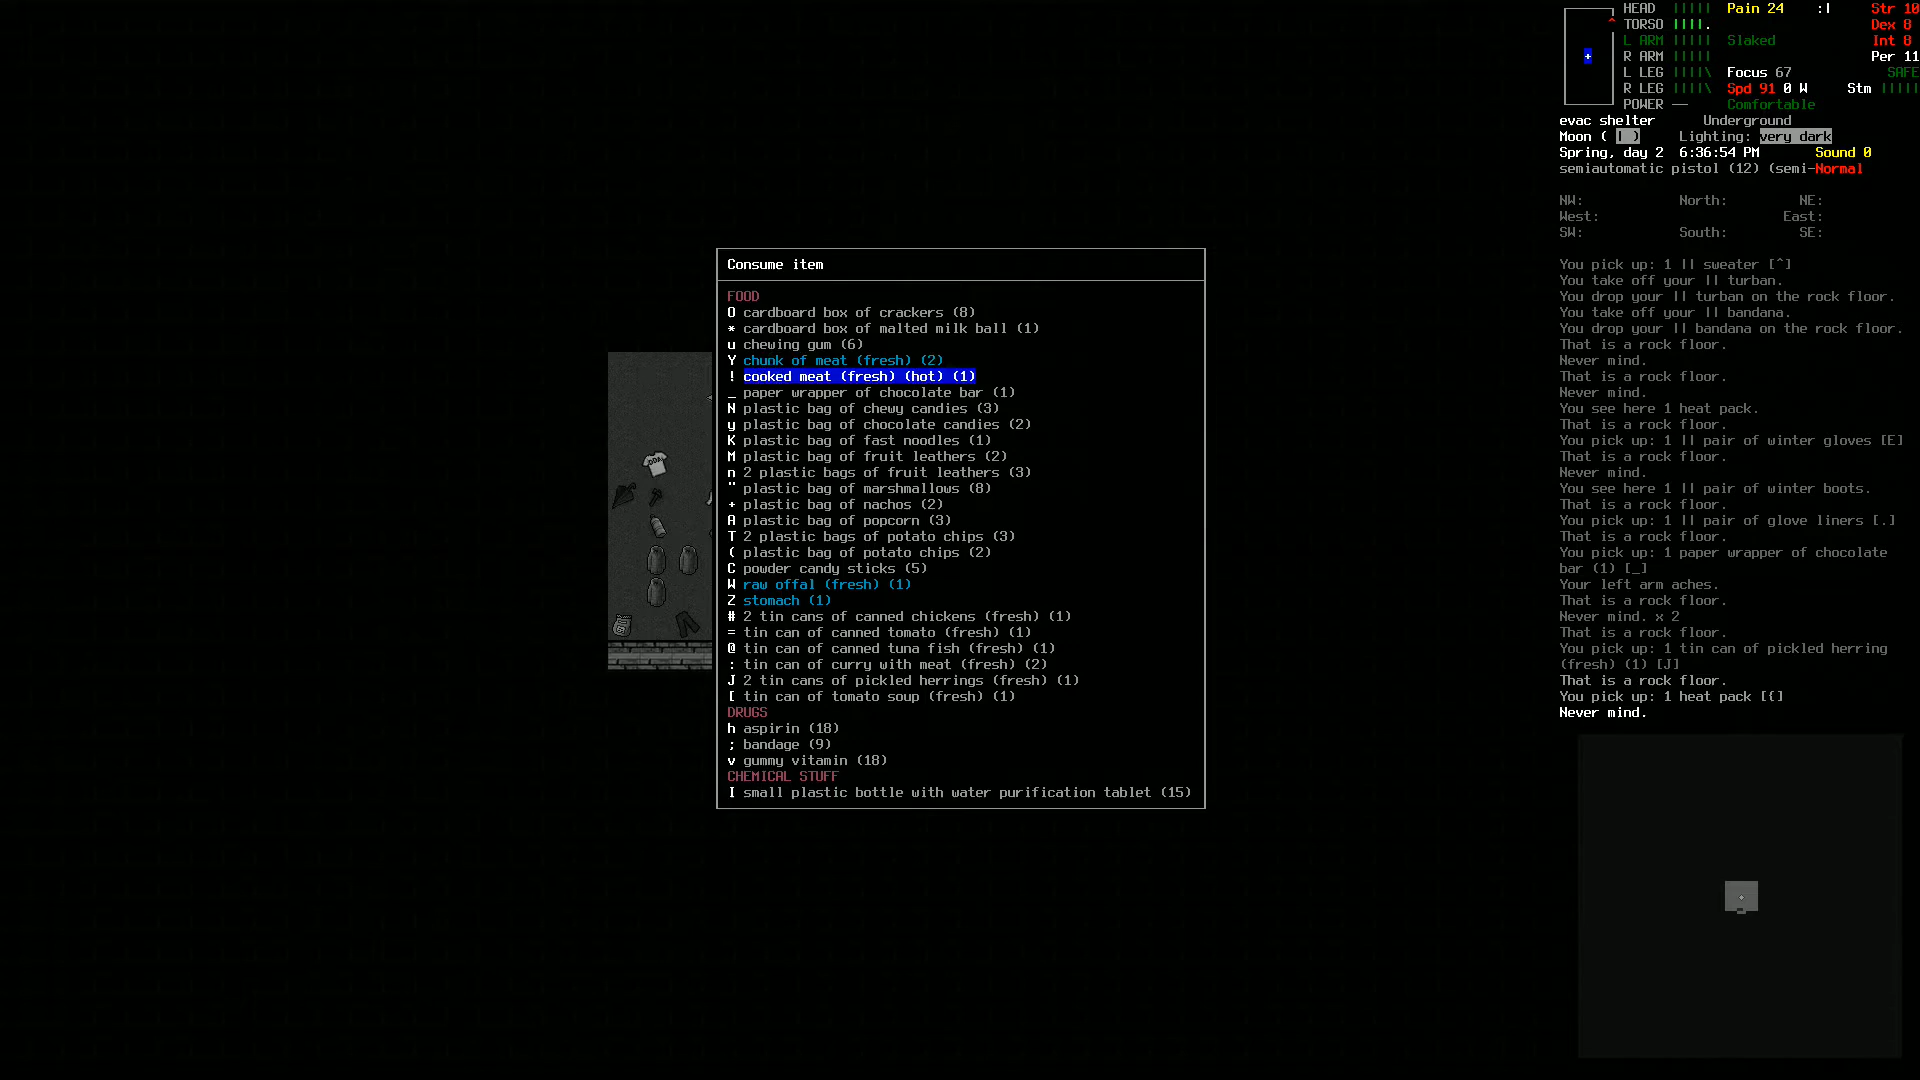 HEAD ||||| Pain 24 :| Str 10
TORSO ||||. Dex 8
L ARM ||||| Slaked Int 8
R ARM ||||| Per 11
L LEG ||||\ Focus 67 SAFE
R LEG ||||\ Spd 91 0 W Stm |||||
POWER -- Comfortable
evac shelter Underground
Moon ( | ) Lighting: very dark
Spring, day 2 6:36:54 PM Sound 0
semiautomatic pistol (12) (semi-Normal
NW: North: NE:
West: East:
SW: South: SE:
You pick up: 1 || sweater [^]
You take off your || turban.
You drop your || turban on the rock floor.
You take off your || bandana.
You drop your || bandana on the rock floor.
That is a rock floor.
Never mind.
That is a rock floor.
Never mind.
You see here 1 heat pack.
That is a rock floor.
You pick up: 1 || pair of winter gloves [E]
That is a rock floor.
Never mind.
You see here 1 || pair of winter boots.
That is a rock floor.
You pick up: 1 || pair of glove liners [.]
That is a rock floor.
You pick up: 1 paper wrapper of chocolate
bar (1) [_]
Your left arm aches.
That is a rock floor.
Never mind. x 2
That is a rock floor.
You pick up: 1 tin can of pickled herring
(fresh) (1) [J]
That is a rock floor.
You pick up: 1 heat pack [{]
Never mind.
Consume item
FOOD
O cardboard box of crackers (8)
* cardboard box of malted milk ball (1)
u chewing gum (6)
Y chunk of meat (fresh) (2)
! cooked meat (fresh) (hot) (1)
_ paper wrapper of chocolate bar (1)
N plastic bag of chewy candies (3)
y plastic bag of chocolate candies (2)
K plastic bag of fast noodles (1)
M plastic bag of fruit leathers (2)
n 2 plastic bags of fruit leathers (3)
" plastic bag of marshmallows (8)
+ plastic bag of nachos (2)
A plastic bag of popcorn (3)
T 2 plastic bags of potato chips (3)
( plastic bag of potato chips (2)
C powder candy sticks (5)
W raw offal (fresh) (1)
Z stomach (1)
# 2 tin cans of canned chickens (fresh) (1)
= tin can of canned tomato (fresh) (1)
@ tin can of canned tuna fish (fresh) (1)
: tin can of curry with meat (fresh) (2)
J 2 tin cans of pickled herrings (fresh) (1)
[ tin can of tomato soup (fresh) (1)
DRUGS
h aspirin (18)
; bandage (9)
v gummy vitamin (18)
CHEMICAL STUFF
I small plastic bottle with water purification tablet (15)